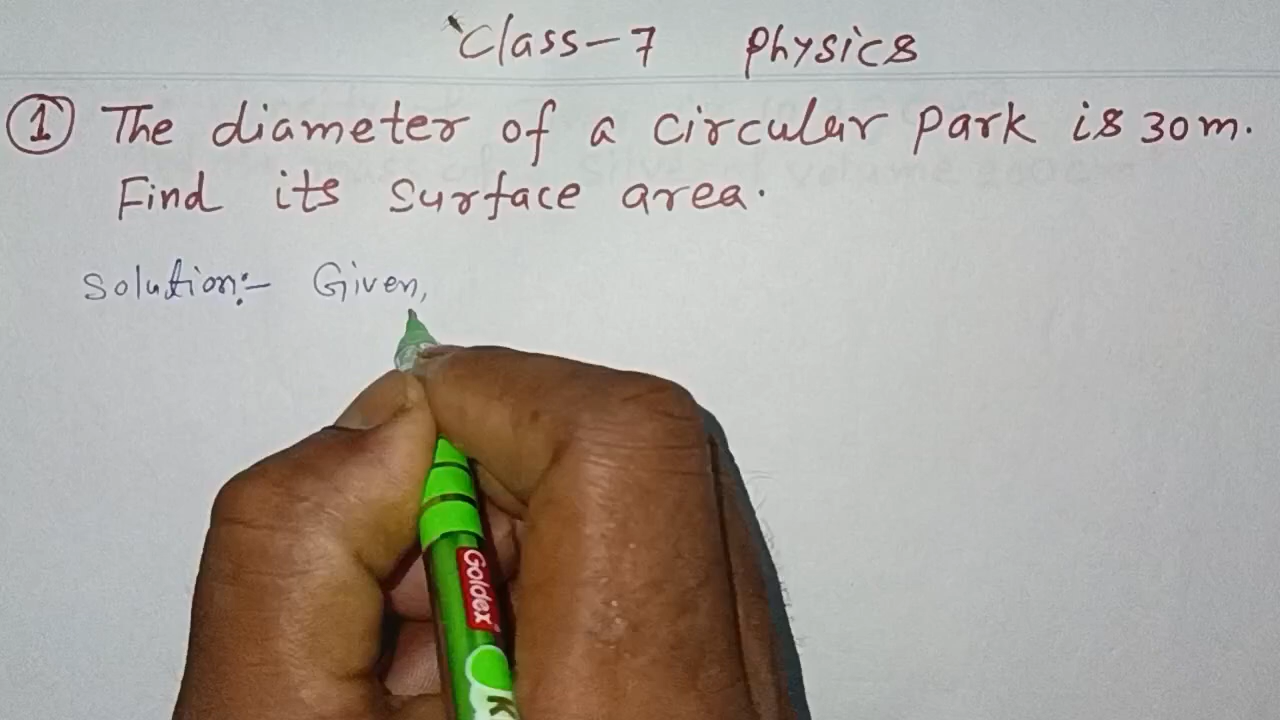 Class-7 Physics
① The diameter of a circular park is 30m.
Find its surface area.
Solution:- Given,
Goldex
K